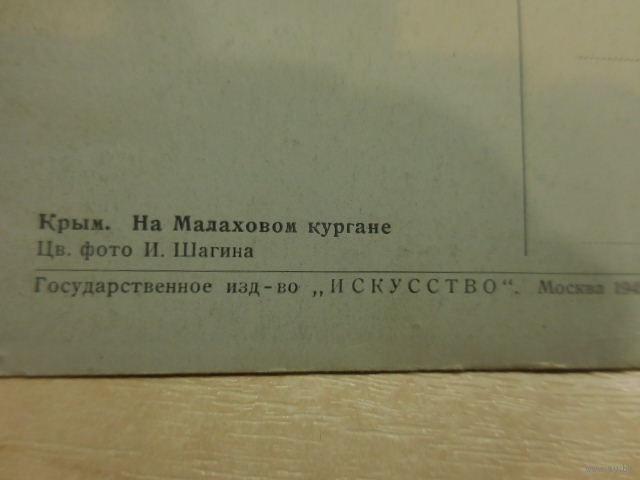 Крым. На Малаховом кургане
Цв. фото И. Шагина
Государственное изд-во „ИСКУССТВО“. Москва